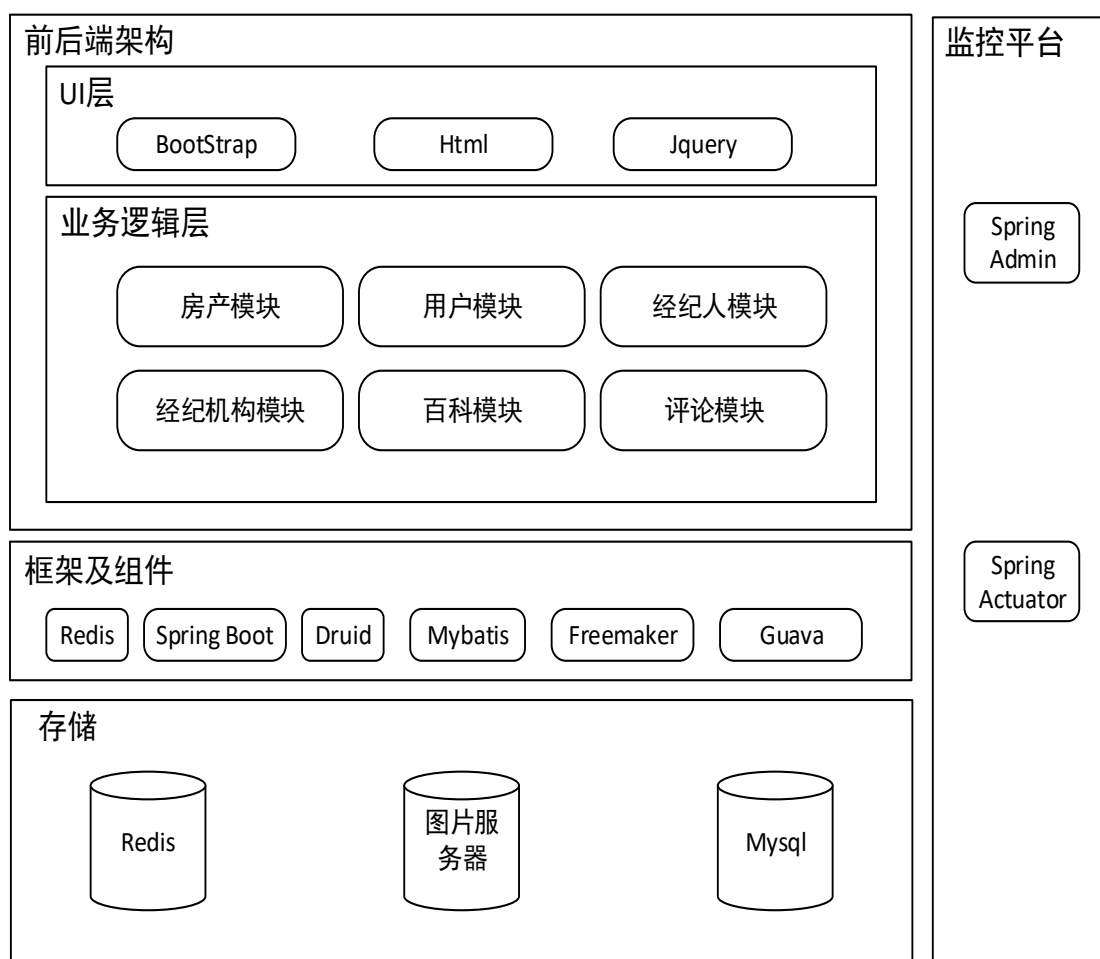 前后端架构
UI层
BootStrap
Html
Jquery
业务逻辑层
房产模块
用户模块
经纪人模块
经纪机构模块
百科模块
评论模块
框架及组件
Redis
Spring Boot
Druid
Mybatis
Freemaker
Guava
存储
Redis
图片服
务器
Mysql
监控平台
Spring
Admin
Spring
Actuator